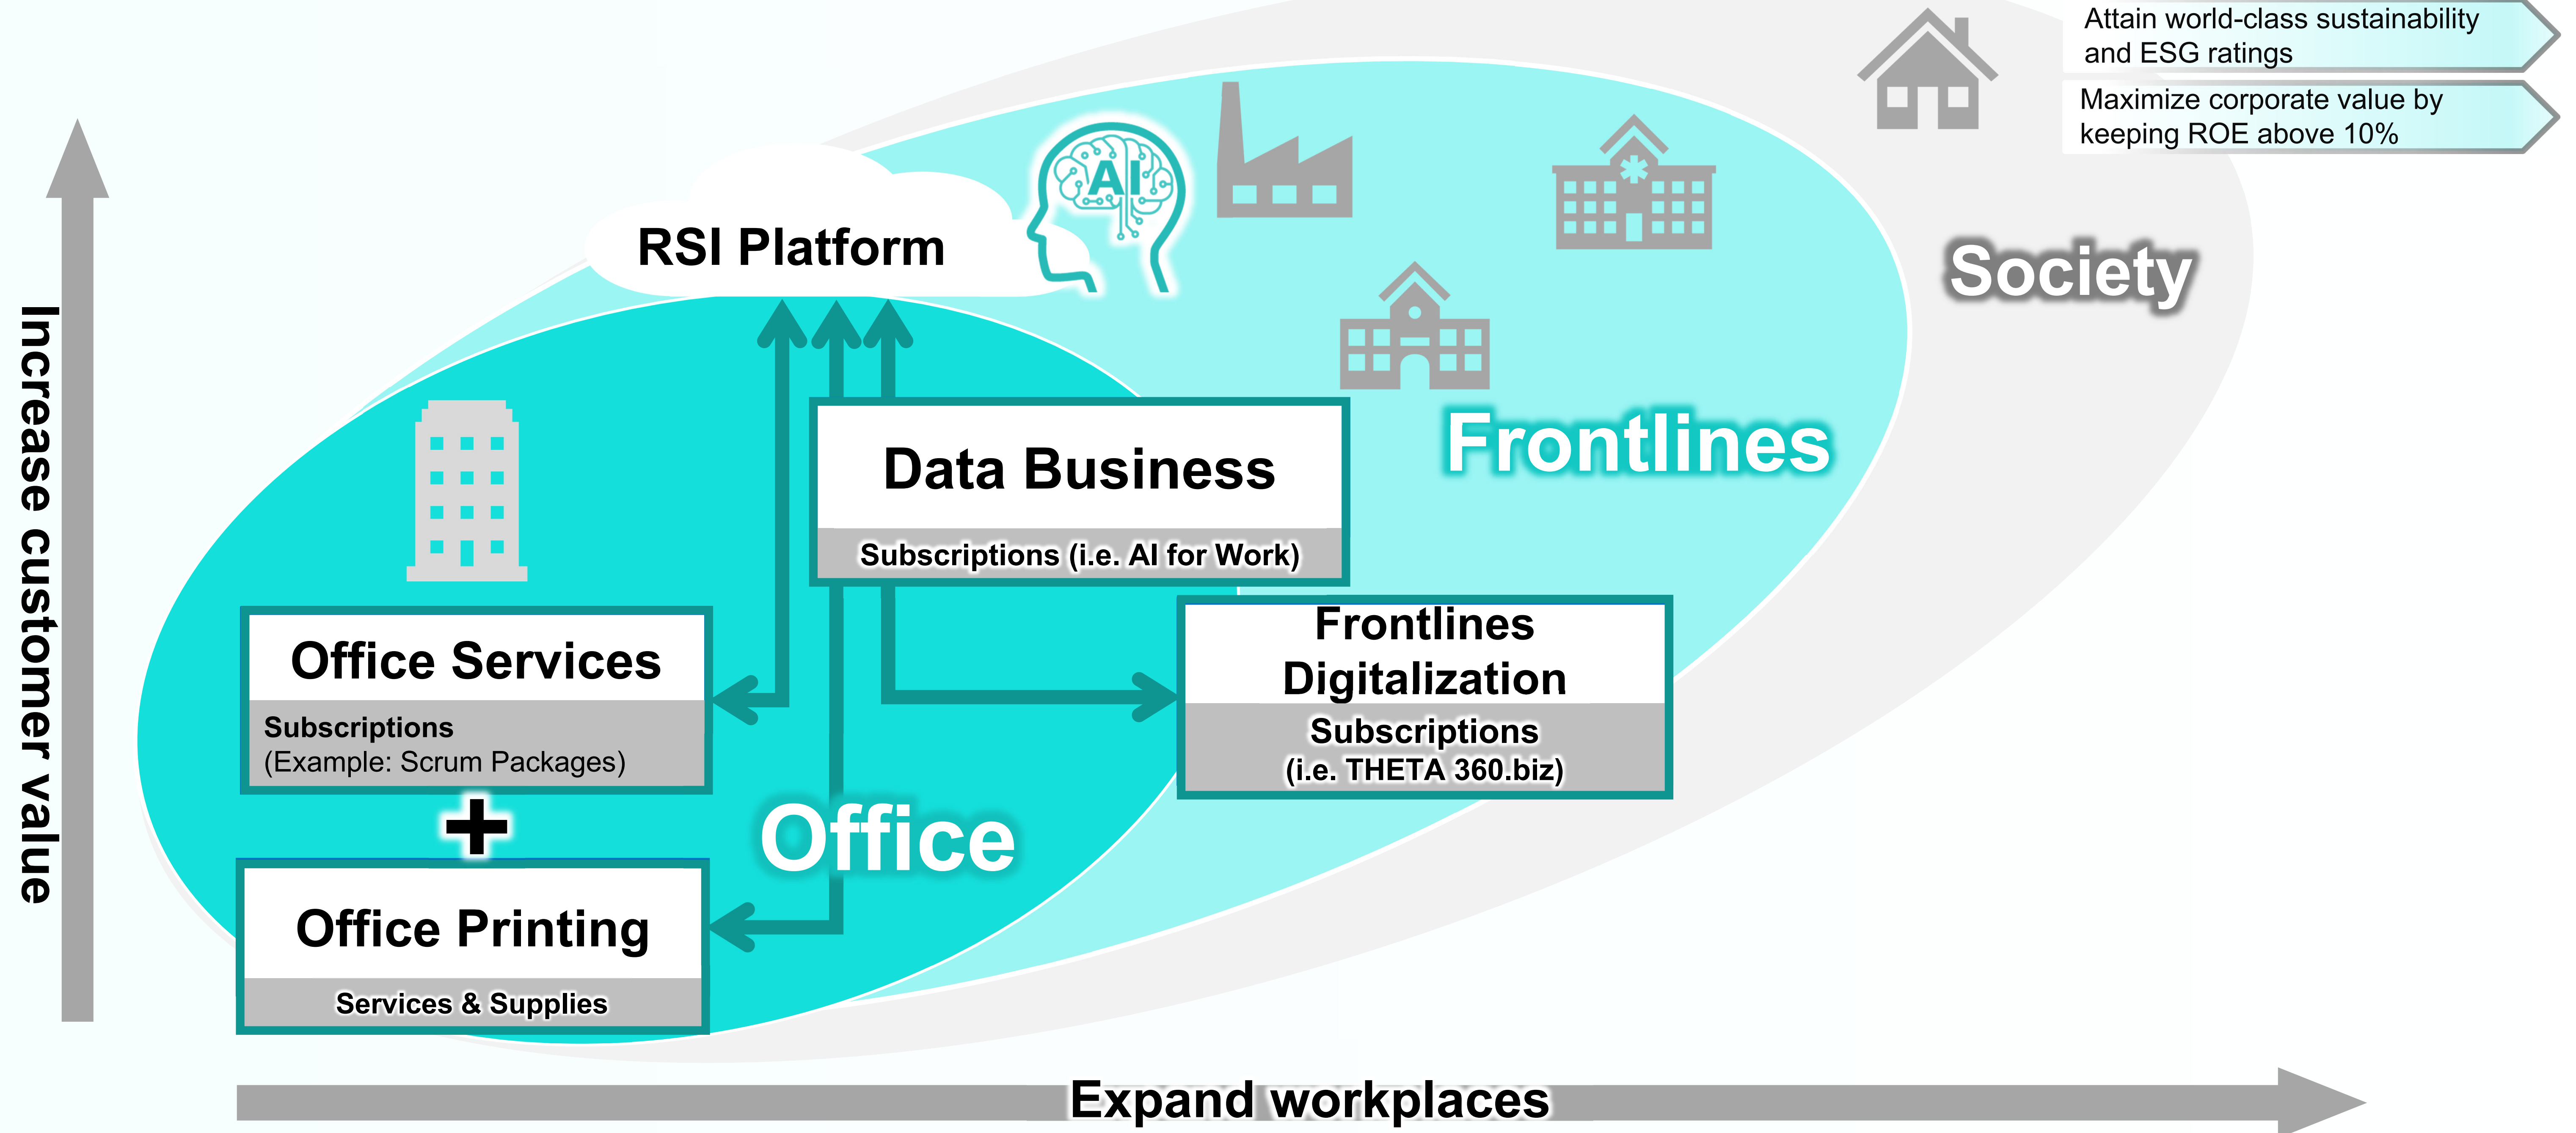 Attain world-class sustainability
and ESG ratings
Maximize corporate value by
keeping ROE above 10%
AI
RSI Platform
Society
Frontlines
Data Business
Subscriptions (i.e. AI for Work)
Increase customer value
Office Services
Subscriptions
(Example: Scrum Packages)
Frontlines
Digitalization
Subscriptions
(i.e. THETA 360.biz)
+
Office
Office Printing
Services & Supplies
Expand workplaces